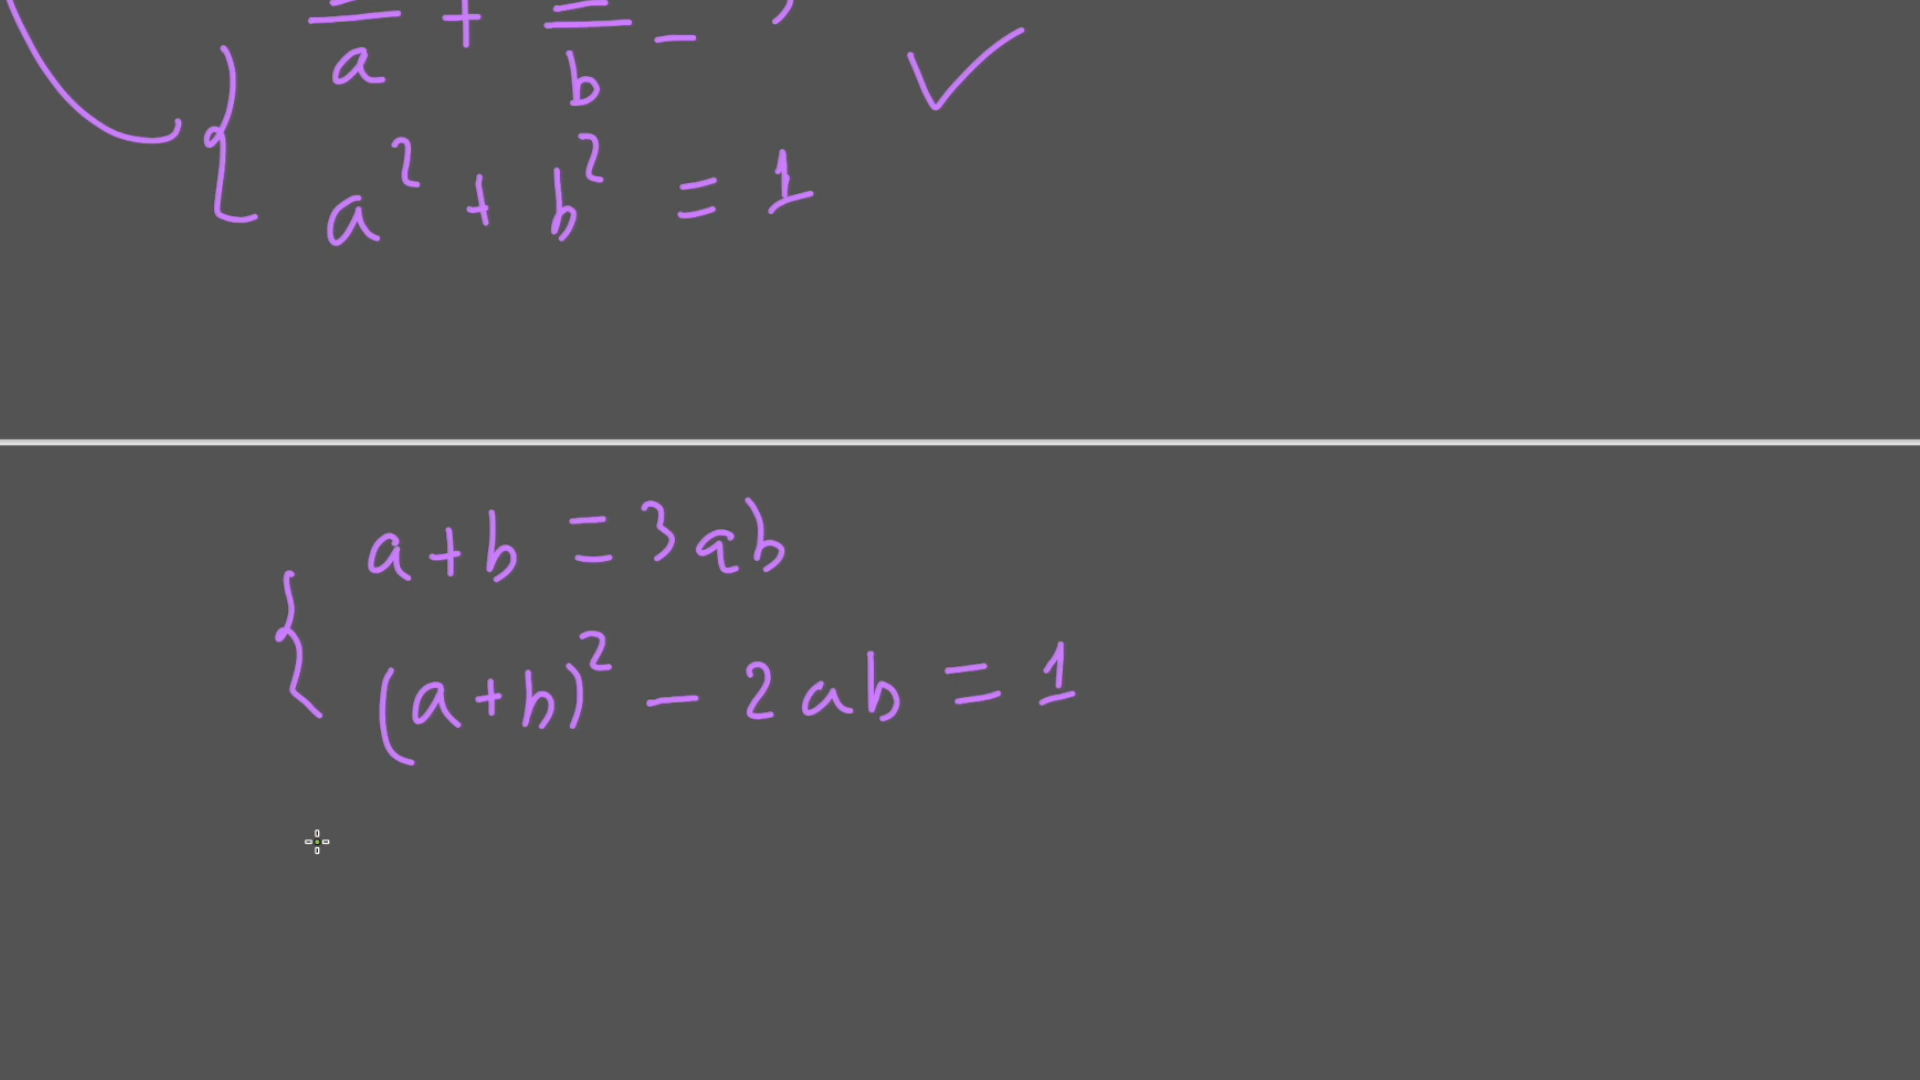 a + b
a² + b² = 1
a + b = 3ab
(a + b)² - 2ab = 1